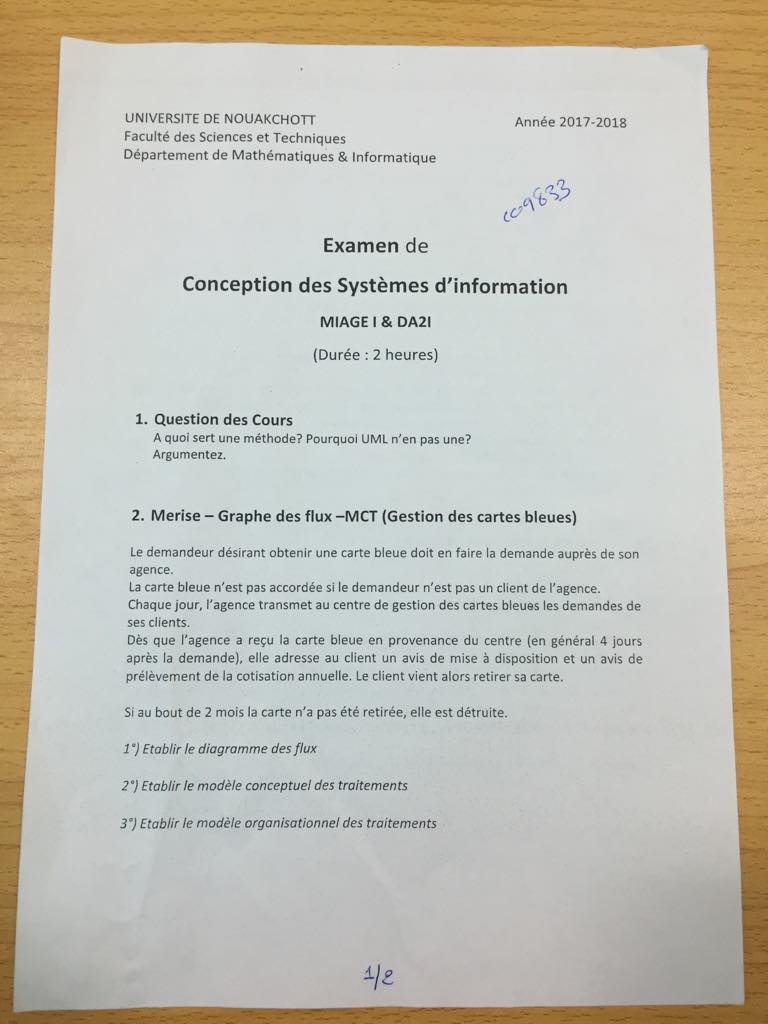 UNIVERSITE DE NOUAKCHOTT
Année 2017-2018
Faculté des Sciences et Techniques
Département de Mathématiques & Informatique
Examen de
Conception des Systèmes d'information
MIAGE I & DA2I
(Durée : 2 heures)
1. Question des Cours
A quoi sert une méthode? Pourquoi UML n'en pas une?
Argumentez.
2. Merise – Graphe des flux –MCT (Gestion des cartes bleues)
Le demandeur désirant obtenir une carte bleue doit en faire la demande auprès de son
agence.
La carte bleue n'est pas accordée si le demandeur n'est pas un client de l'agence.
Chaque jour, l'agence transmet au centre de gestion des cartes bleues les demandes de
ses clients.
Dès que l'agence a reçu la carte bleue en provenance du centre (en général 4 jours
après la demande), elle adresse au client un avis de mise à disposition et un avis de
prélèvement de la cotisation annuelle. Le client vient alors retirer sa carte.
Si au bout de 2 mois la carte n'a pas été retirée, elle est détruite.
1°) Etablir le diagramme des flux
2°) Etablir le modèle conceptuel des traitements
3°) Etablir le modèle organisationnel des traitements
1/2